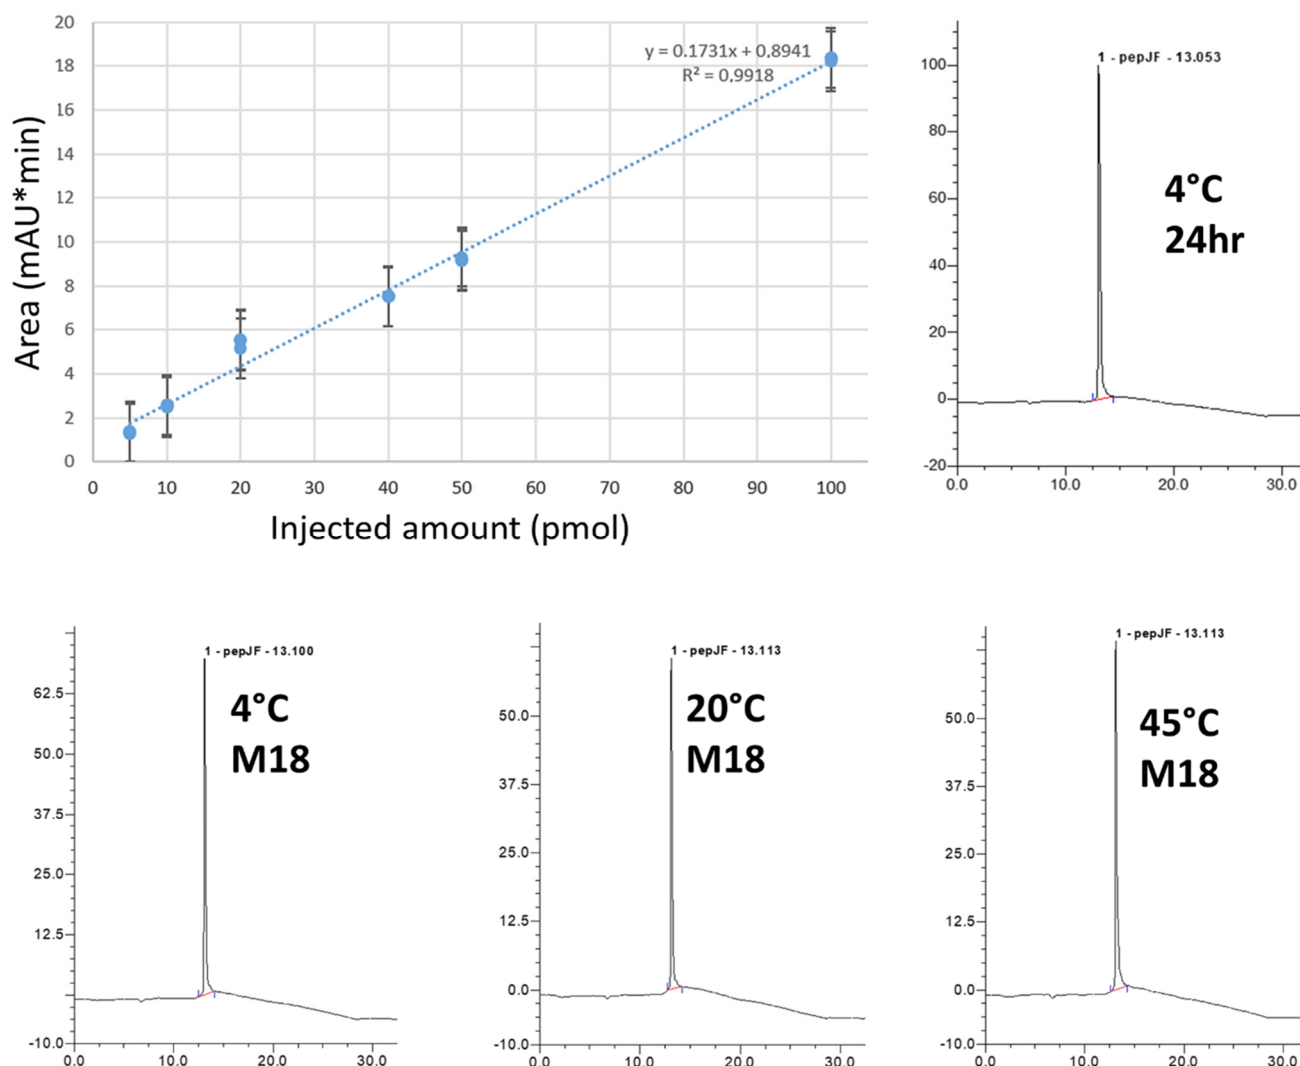 20
18
16
14
12
10
8
6
4
2
0
Area (mAU*min)
y = 0.1731x + 0,8941
R² = 0,9918
0 10 20 30 40 50 60 70 80 90 100
Injected amount (pmol)
1 - pepJF - 13.053
100
80
60
40
20
0
-20
4°C
24hr
0.0 10.0 20.0 30.0
1 - pepJF - 13.100
62.5
50.0
37.5
25.0
12.5
-10.0
4°C
M18
0.0 10.0 20.0 30.0
1 - pepJF - 13.113
50.0
37.5
25.0
12.5
0.0
-10.0
20°C
M18
0.0 10.0 20.0 30.0
1 - pepJF - 13.113
50.0
37.5
25.0
12.5
0.0
-10.0
45°C
M18
0.0 10.0 20.0 30.0